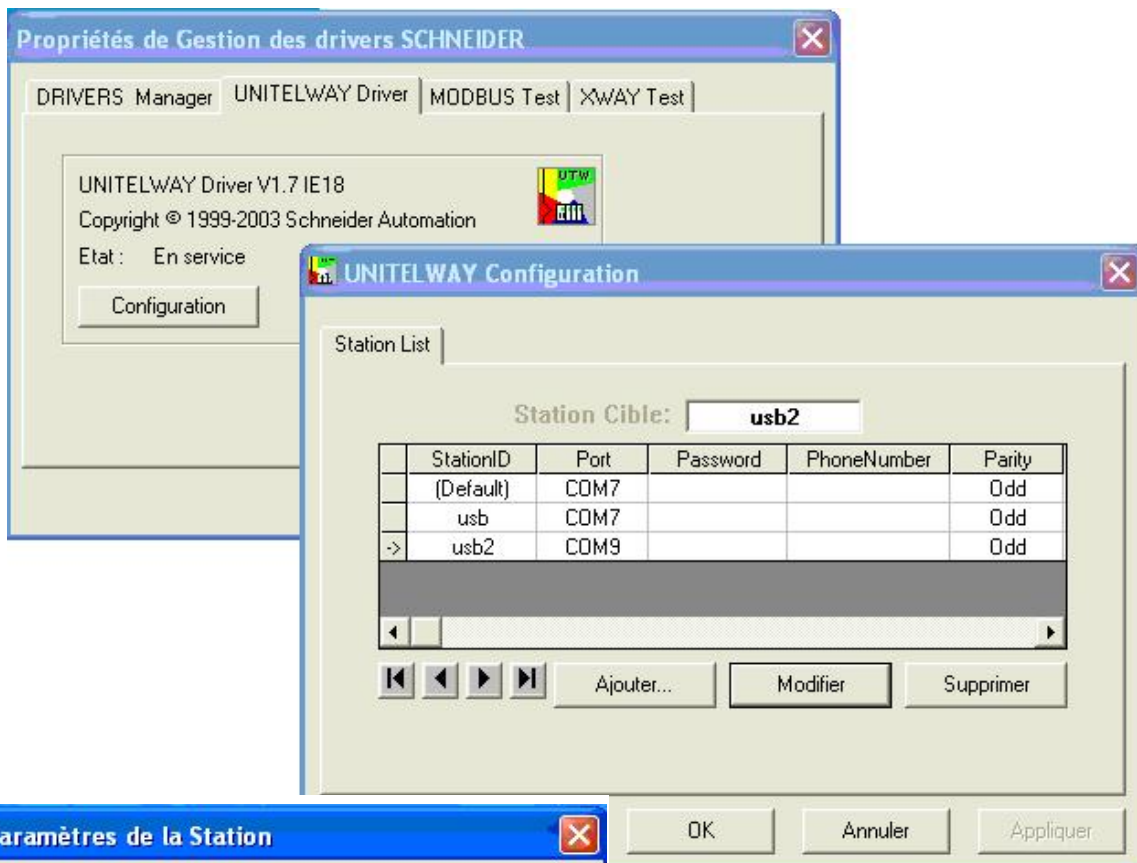 Propriétés de Gestion des drivers SCHNEIDER
DRIVERS Manager UNITELWAY Driver MODBUS Test XWAY Test
UNITELWAY Driver V1.7 IE18
UTW
Copyright © 1999-2003 Schneider Automation
Etat : En service
Configuration
UNITELWAY Configuration
Station List
Station Cible: usb2
StationID Port Password PhoneNumber Parity
(Default) COM7 Odd
usb COM7 Odd
-> usb2 COM9 Odd
Ajouter... Modifier Supprimer
OK Annuler Appliquer
aramètres de la Station